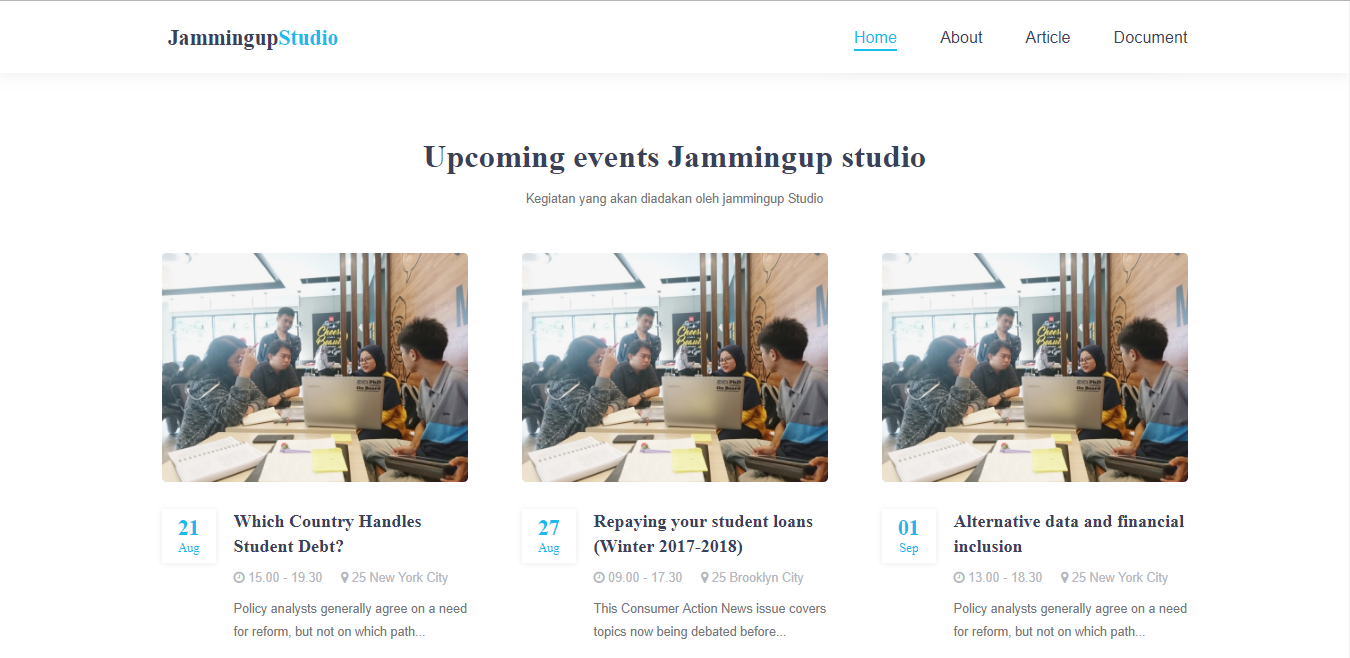 JammingupStudio
Home About Article Document
Upcoming events Jammingup studio
Kegiatan yang akan diadakan oleh jammingup Studio
21
Aug
Which Country Handles
Student Debt?
15.00 - 19.30 25 New York City
Policy analysts generally agree on a need
for reform, but not on which path...
27
Aug
Repaying your student loans
(Winter 2017-2018)
09.00 - 17.30 25 Brooklyn City
This Consumer Action News issue covers
topics now being debated before...
01
Sep
Alternative data and financial
inclusion
13.00 - 18.30 25 New York City
Policy analysts generally agree on a need
for reform, but not on which path...